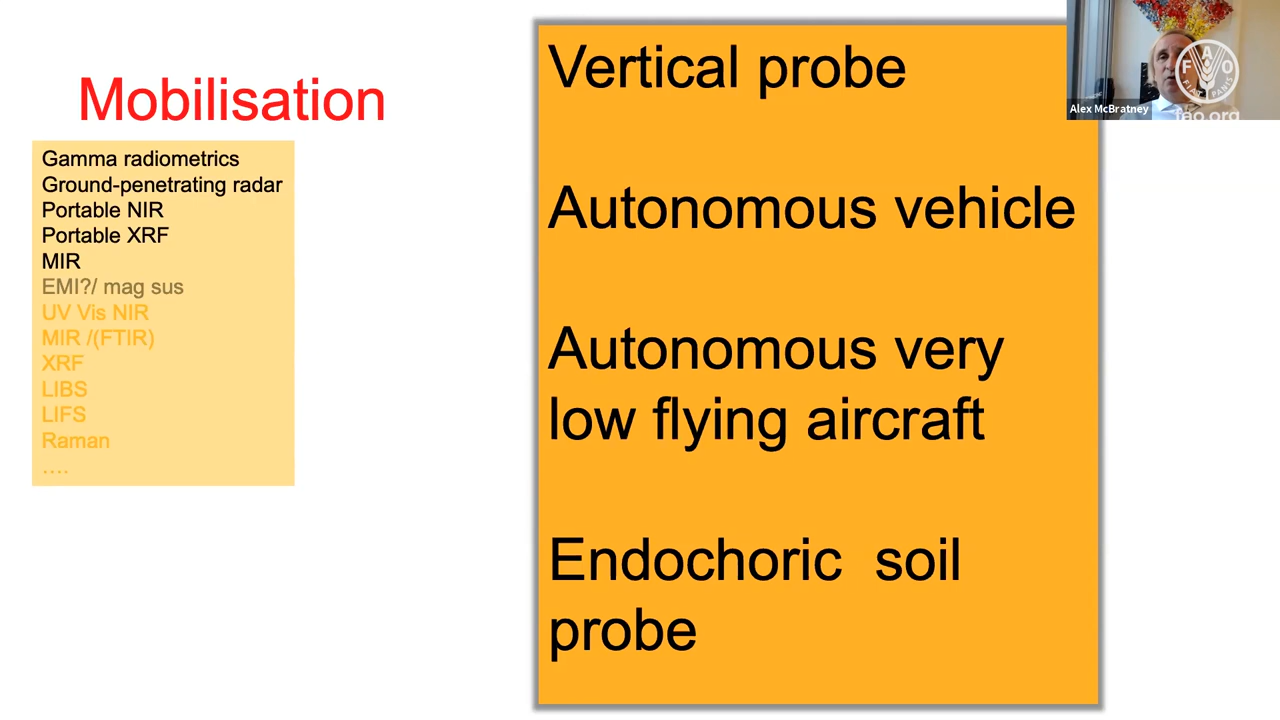 Mobilisation
Gamma radiometrics
Ground-penetrating radar
Portable NIR
Portable XRF
MIR
EMI?/ mag sus
UV Vis NIR
MIR /(FTIR)
XRF
LIBS
LIFS
Raman
....
Vertical probe
Autonomous vehicle
Autonomous very
low flying aircraft
Endochoric soil
probe
Alex McBratney
F A O
FIAT PANIS
fao.org